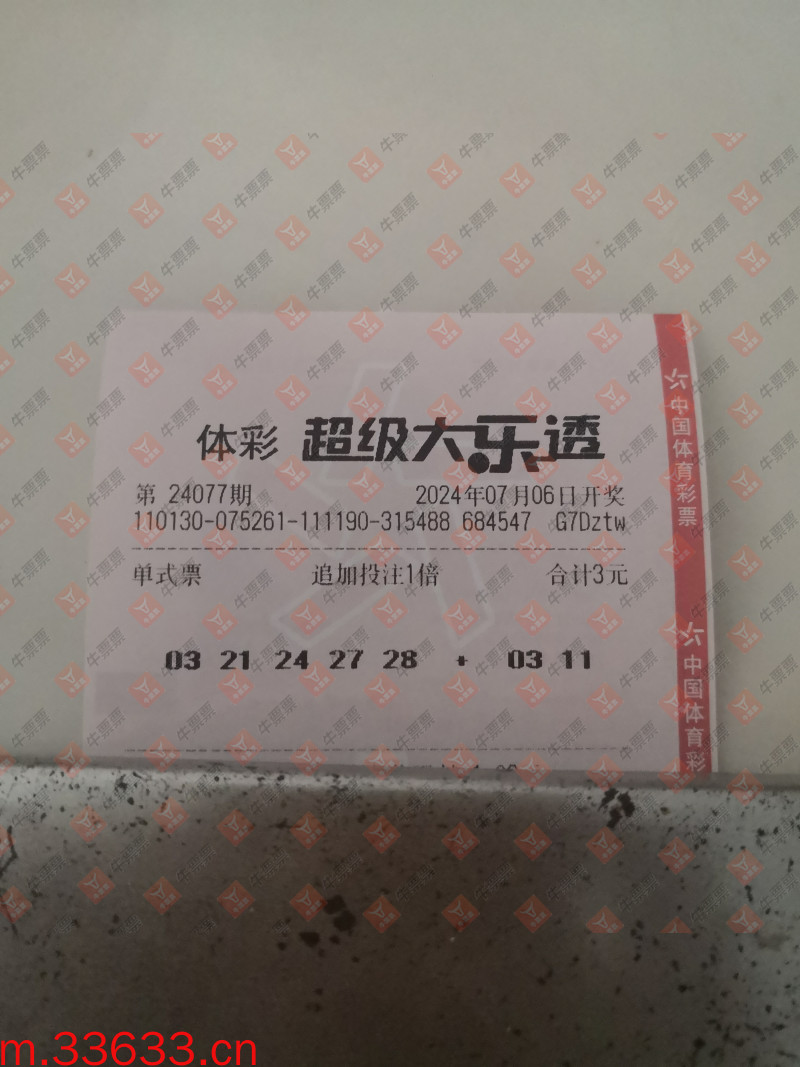 体彩 超级大乐透
第 24077期 2024年07月06日开奖
110130-075261-111190-315488 684547 G7Dztw
单式票 追加投注1倍 合计3元
03 21 24 27 28 + 03 11
中国体育彩票
中国体育彩
牛票票
m.33633.cn